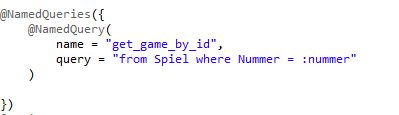 @NamedQueries({
    @NamedQuery(
        name = "get_game_by_id",
        query = "from Spiel where Nummer = :nummer"
    )
})